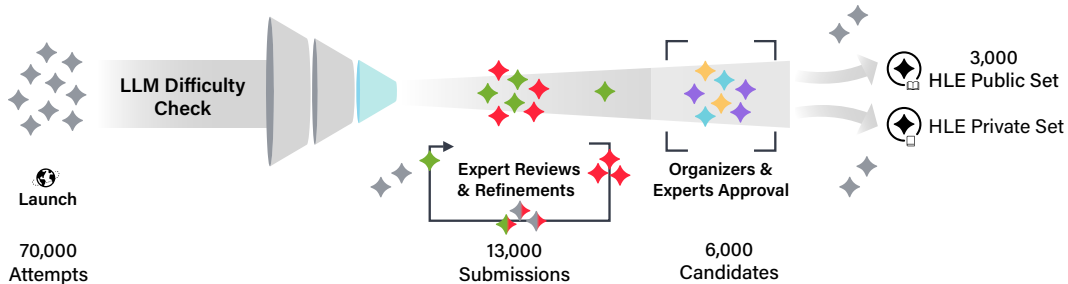 LLM Difficulty
Check
Launch
70,000
Attempts
Expert Reviews
& Refinements
13,000
Submissions
Organizers &
Experts Approval
6,000
Candidates
3,000
HLE Public Set
HLE Private Set